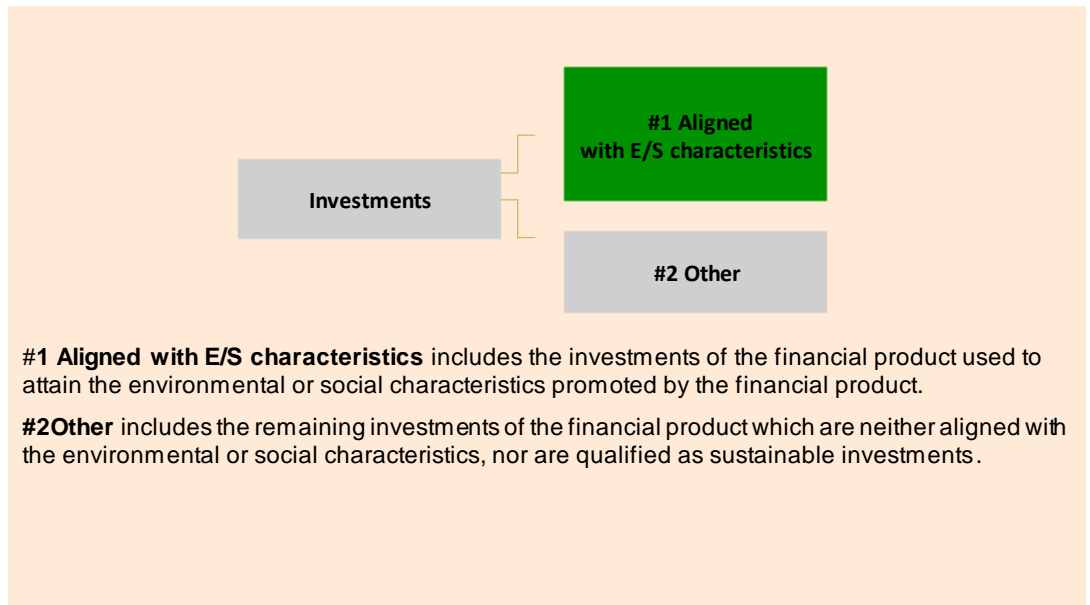 #1 Aligned
with E/S characteristics
Investments
#2 Other
#1 Aligned with E/S characteristics includes the investments of the financial product used to
attain the environmental or social characteristics promoted by the financial product.
#2Other includes the remaining investments of the financial product which are neither aligned with
the environmental or social characteristics, nor are qualified as sustainable investments.